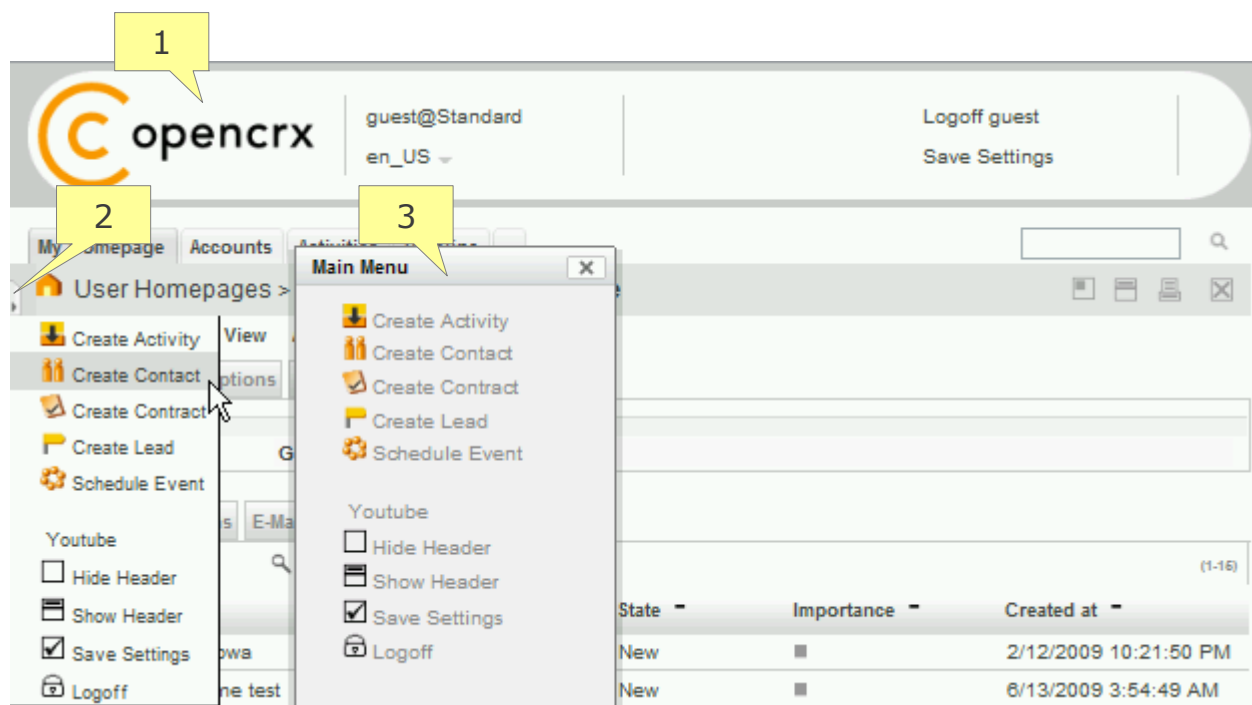 1
opencrx
guest@Standard
en_US
Logoff guest
Save Settings
2
3
My Homepage Accounts
Main Menu
User Homepages >
Create Activity
Create Contact
Create Contract
Create Lead
Schedule Event
Youtube
Hide Header
Show Header
Save Settings
Logoff
View
Create Activity
Create Contact
Create Contract
Create Lead
Schedule Event
Youtube
Hide Header
Show Header
Save Settings
Logoff
(1-16)
State Importance Created at
New 2/12/2009 10:21:50 PM
test New 6/13/2009 3:54:49 AM